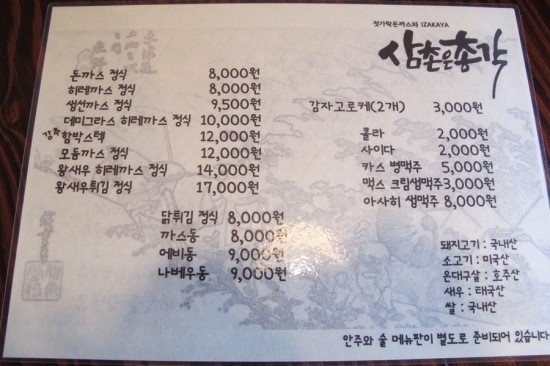 젓가락돈까스와 IZAKAYA
삼촌은총각
돈까스 정식 8,000원
히레까스 정식 8,000원
생선까스 정식 9,500원
데미그라스 히레까스 정식 10,000원
함박스텍 12,000원
모듬까스 정식 12,000원
왕새우 히레까스 정식 14,000원
왕새우튀김 정식 17,000원
닭튀김 정식 8,000원
까스동 8,000원
에비동 9,000원
나베우동 9,000원
감자고로케(2개) 3,000원
콜라 2,000원
사이다 2,000원
카스 병맥주 5,000원
맥스 크림생맥주 3,000원
아사히 생맥주 8,000원
돼지고기 : 국내산
소고기 : 미국산
은대구살 : 호주산
새우 : 태국산
쌀 : 국내산
안주와 술 메뉴판이 별도로 준비되어 있습니다